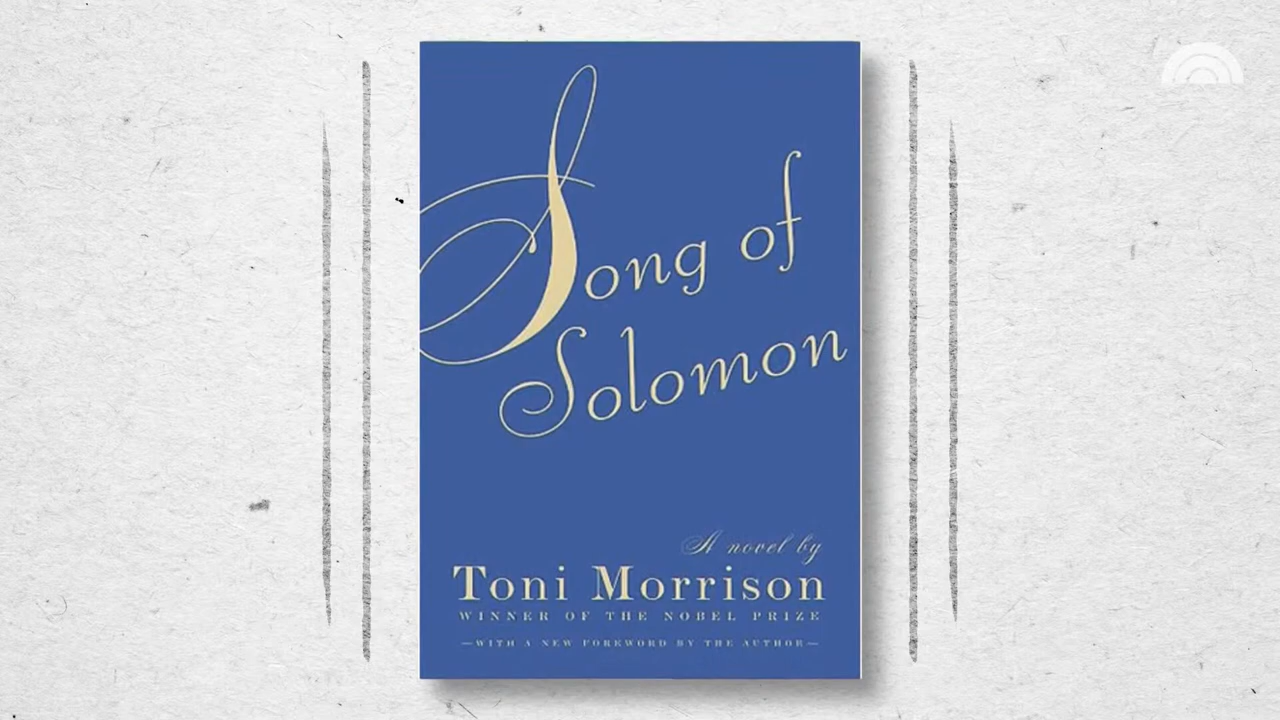 Song of
Solomon
A novel by
Toni Morrison
WINNER OF THE NOBEL PRIZE
—WITH A NEW FOREWORD BY THE AUTHOR—